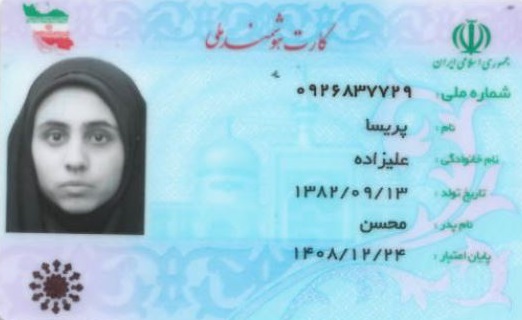 کارت هوشمند ملی
جمهوری اسلامی ایران
شماره ملی: ۰۹۲۶۸۳۷۷۲۹
نام: پریسا
نام خانوادگی: علیزاده
تاریخ تولد: ۱۳۸۲/۰۹/۱۳
نام پدر: محسن
پایان اعتبار: ۱۴۰۸/۱۲/۲۴